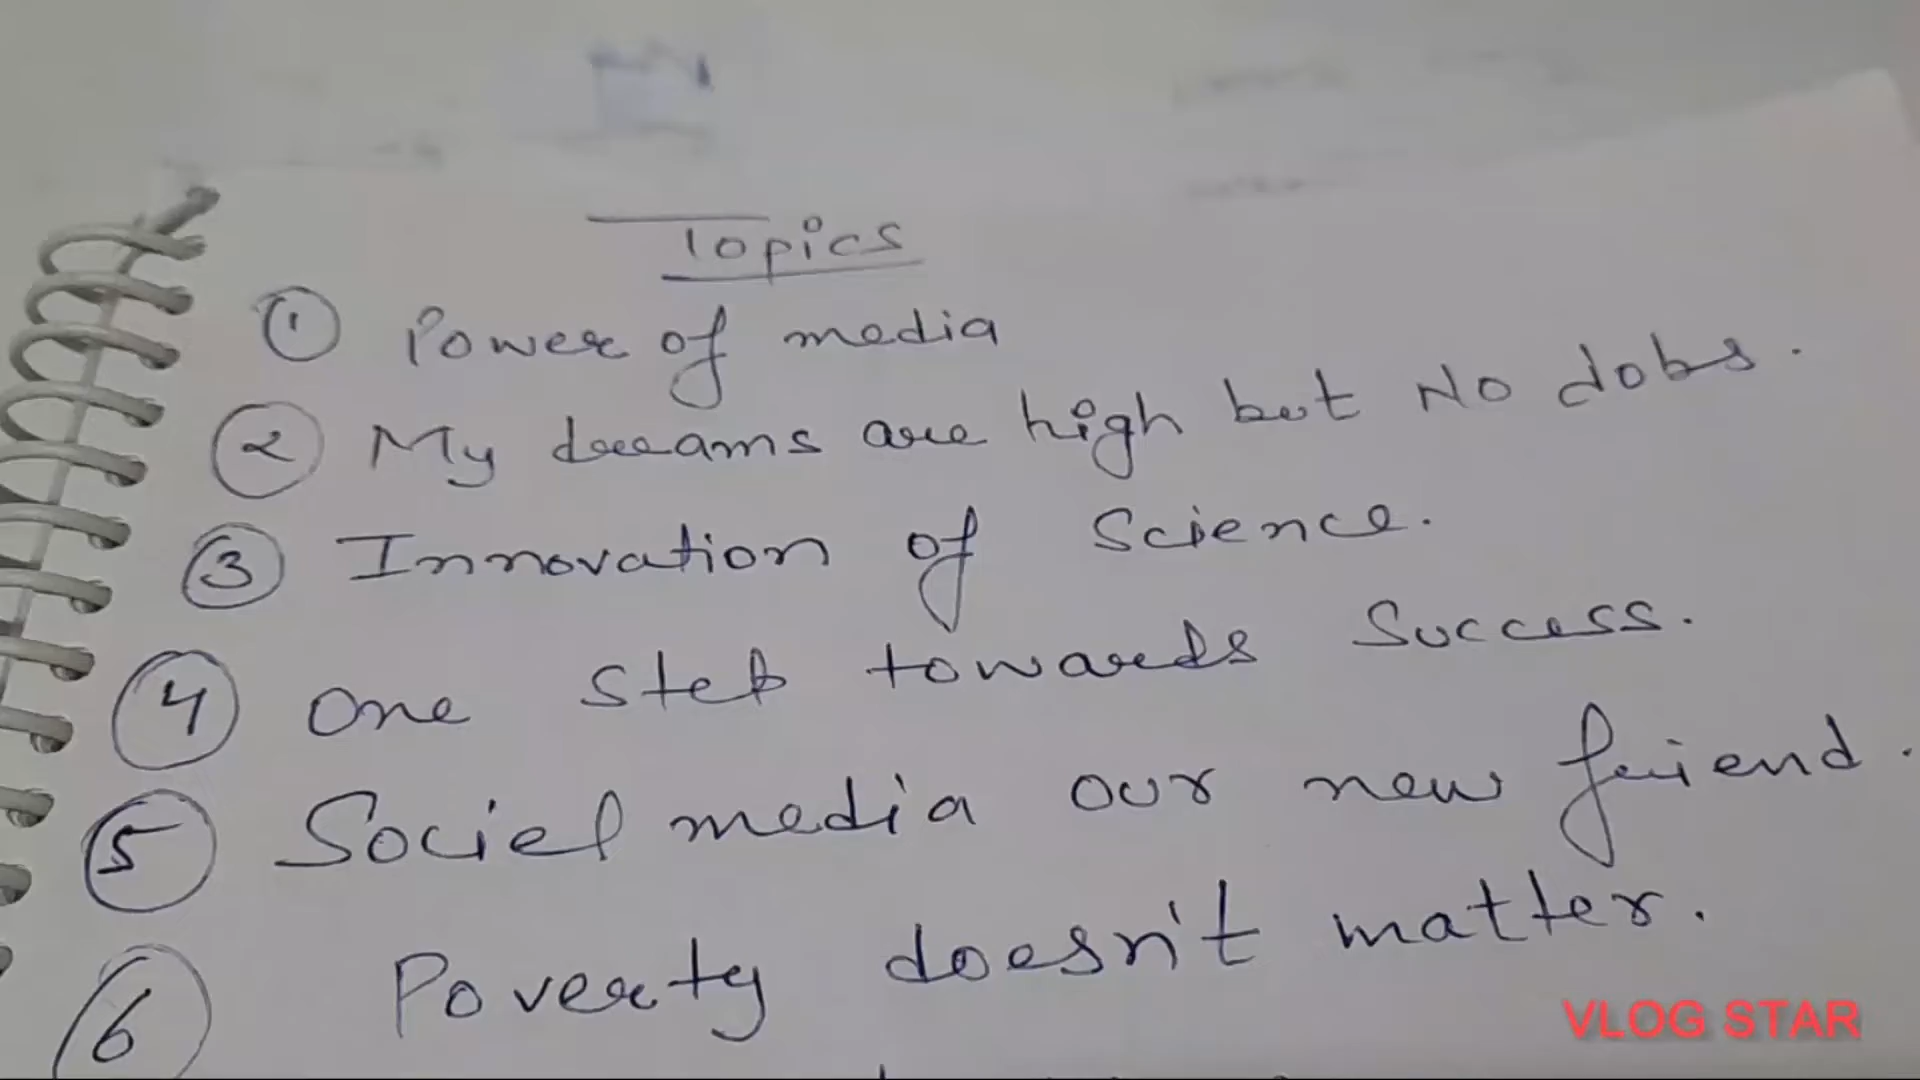 Topics
① Power of media
② My dreams are high but No Jobs.
③ Innovation of Science.
④ One step towards Success.
⑤ Sociel media our new friend.
⑥ Poverty doesn't matter.
VLOG STAR